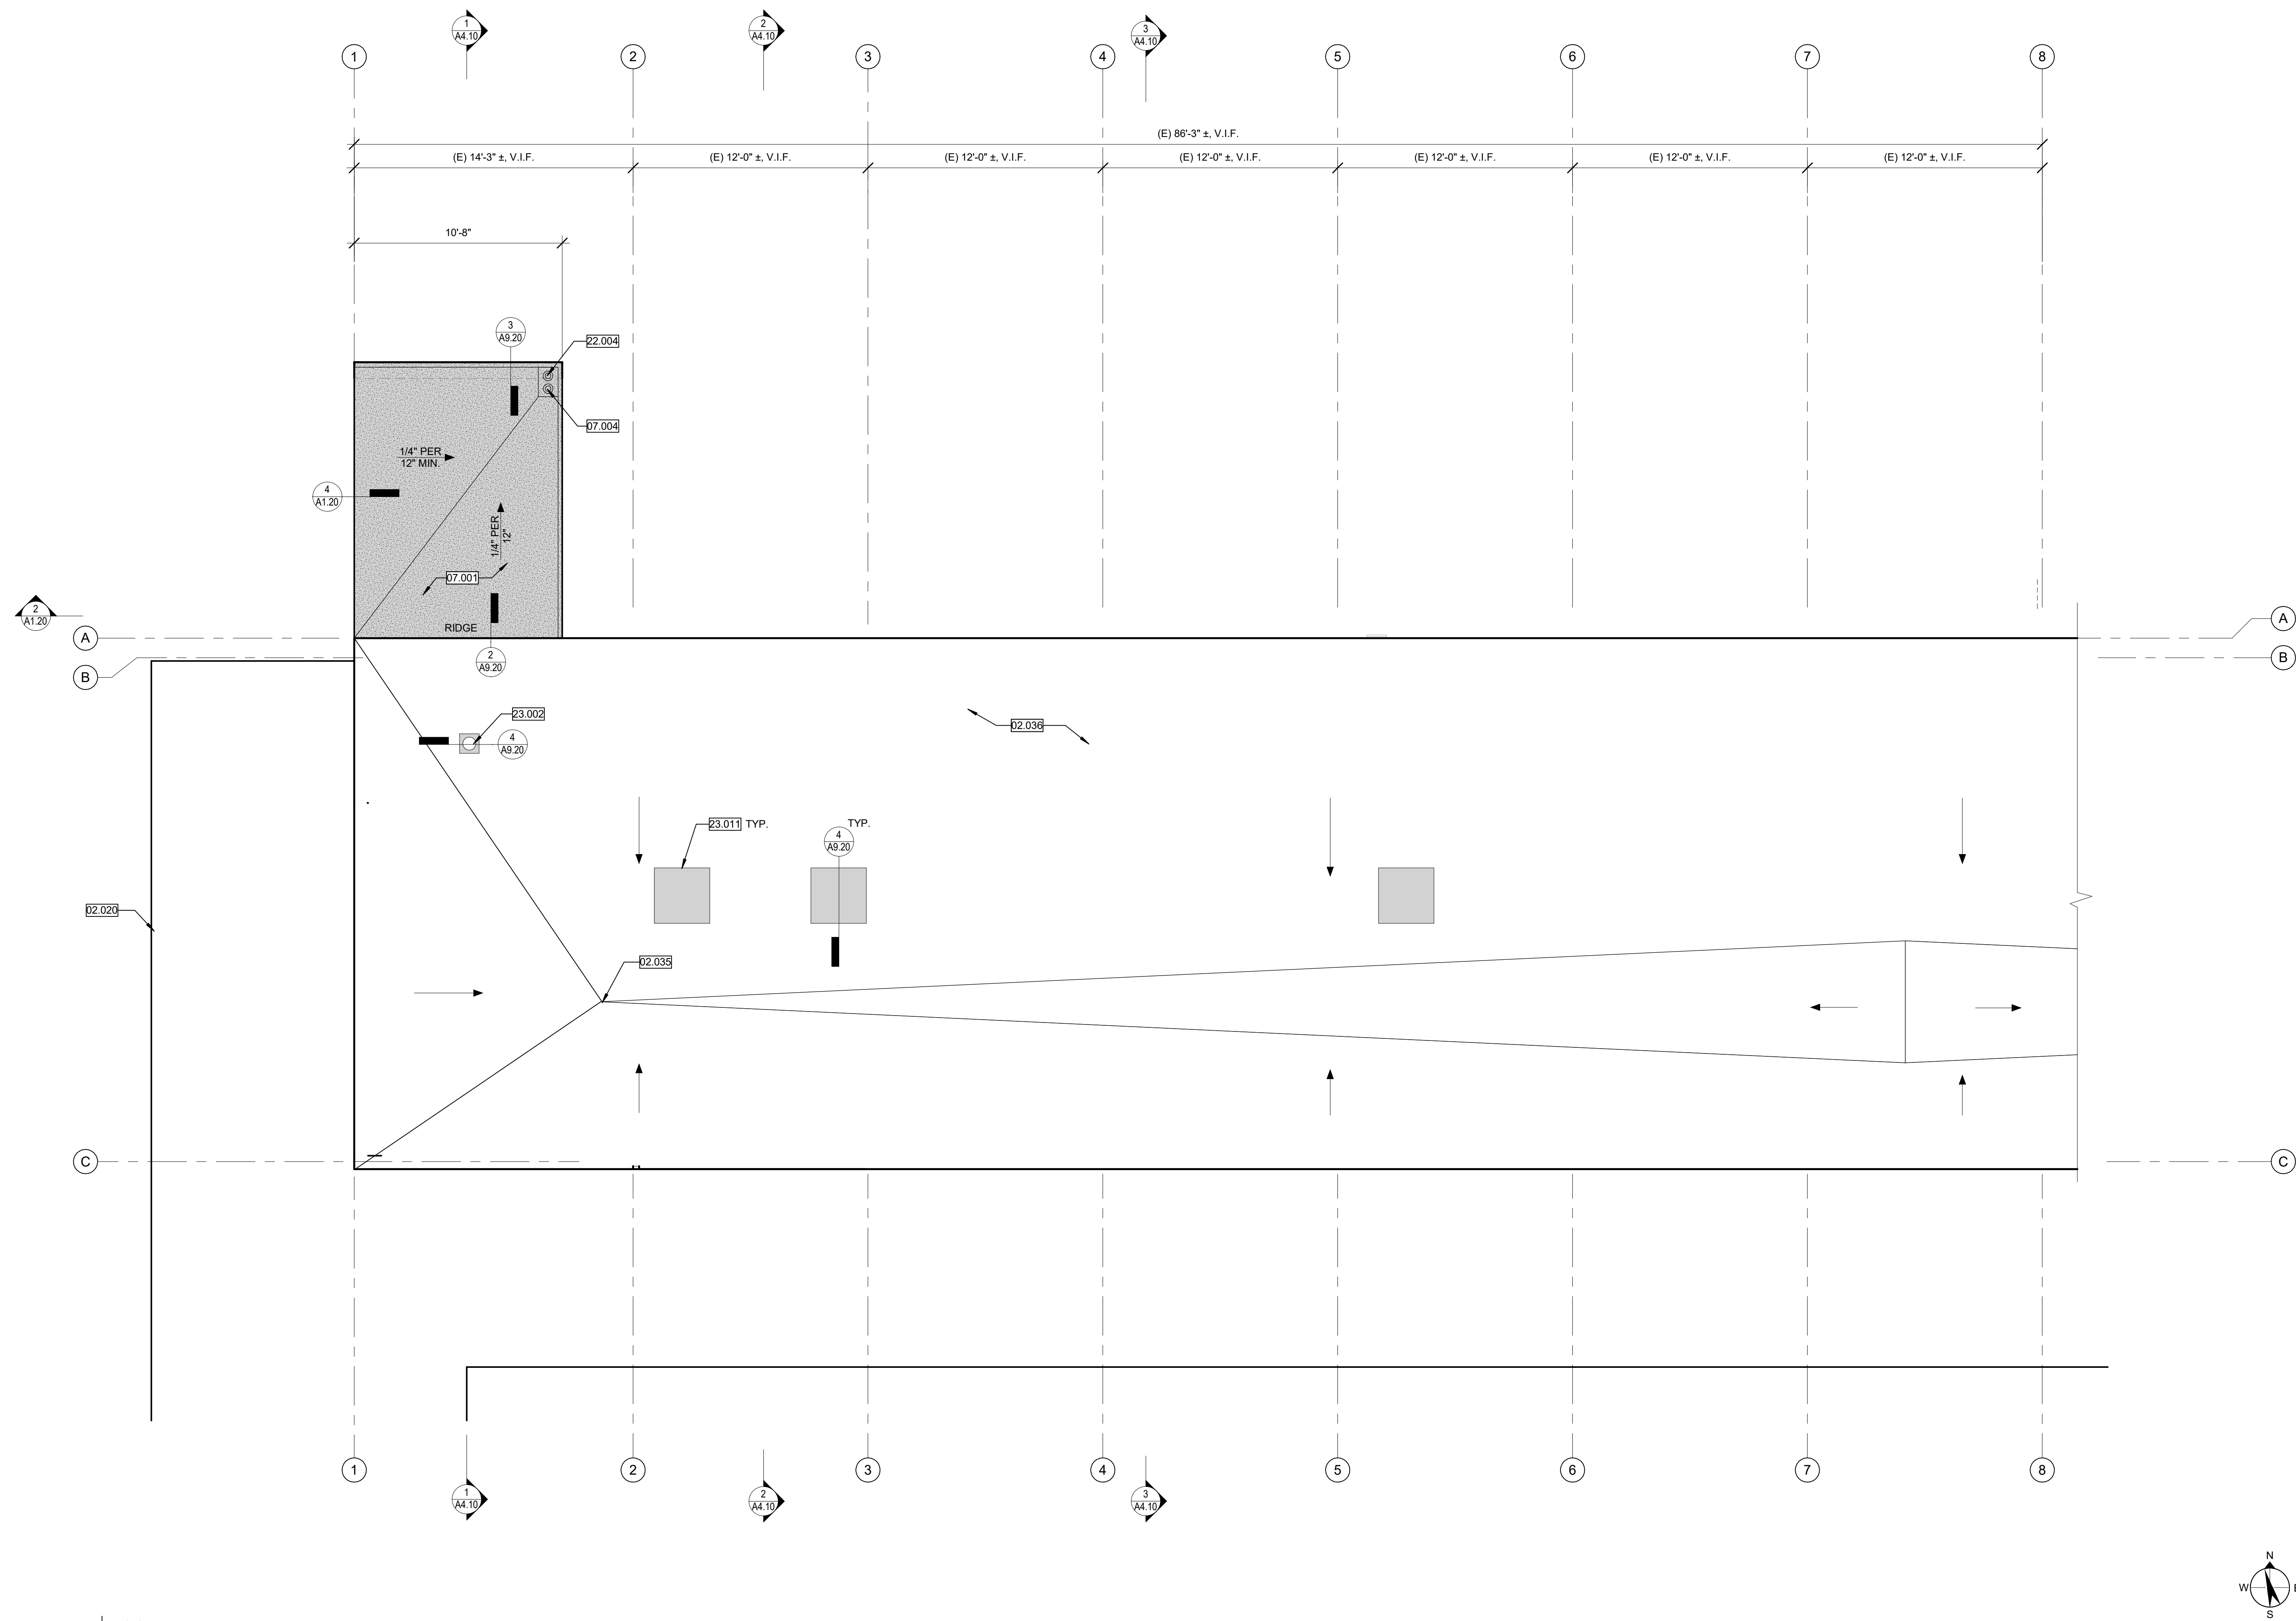 1
A4.10
2
A4.10
3
A4.10
1
2
3
4
5
6
7
8
(E) 86'-3" ±, V.I.F.
(E) 14'-3" ±, V.I.F.
(E) 12'-0" ±, V.I.F.
(E) 12'-0" ±, V.I.F.
(E) 12'-0" ±, V.I.F.
(E) 12'-0" ±, V.I.F.
(E) 12'-0" ±, V.I.F.
(E) 12'-0" ±, V.I.F.
10'-8"
3
A9.20
22.004
07.004
1/4" PER
12" MIN.
4
A1.20
1/4" PER
12"
07.001
2
A1.20
RIDGE
A
A
B
B
2
A9.20
23.002
4
A9.20
02.036
23.011 TYP.
TYP.
4
A9.20
02.020
02.035
C
C
1
2
3
4
5
6
7
8
1
A4.10
2
A4.10
3
A4.10
N
W
S